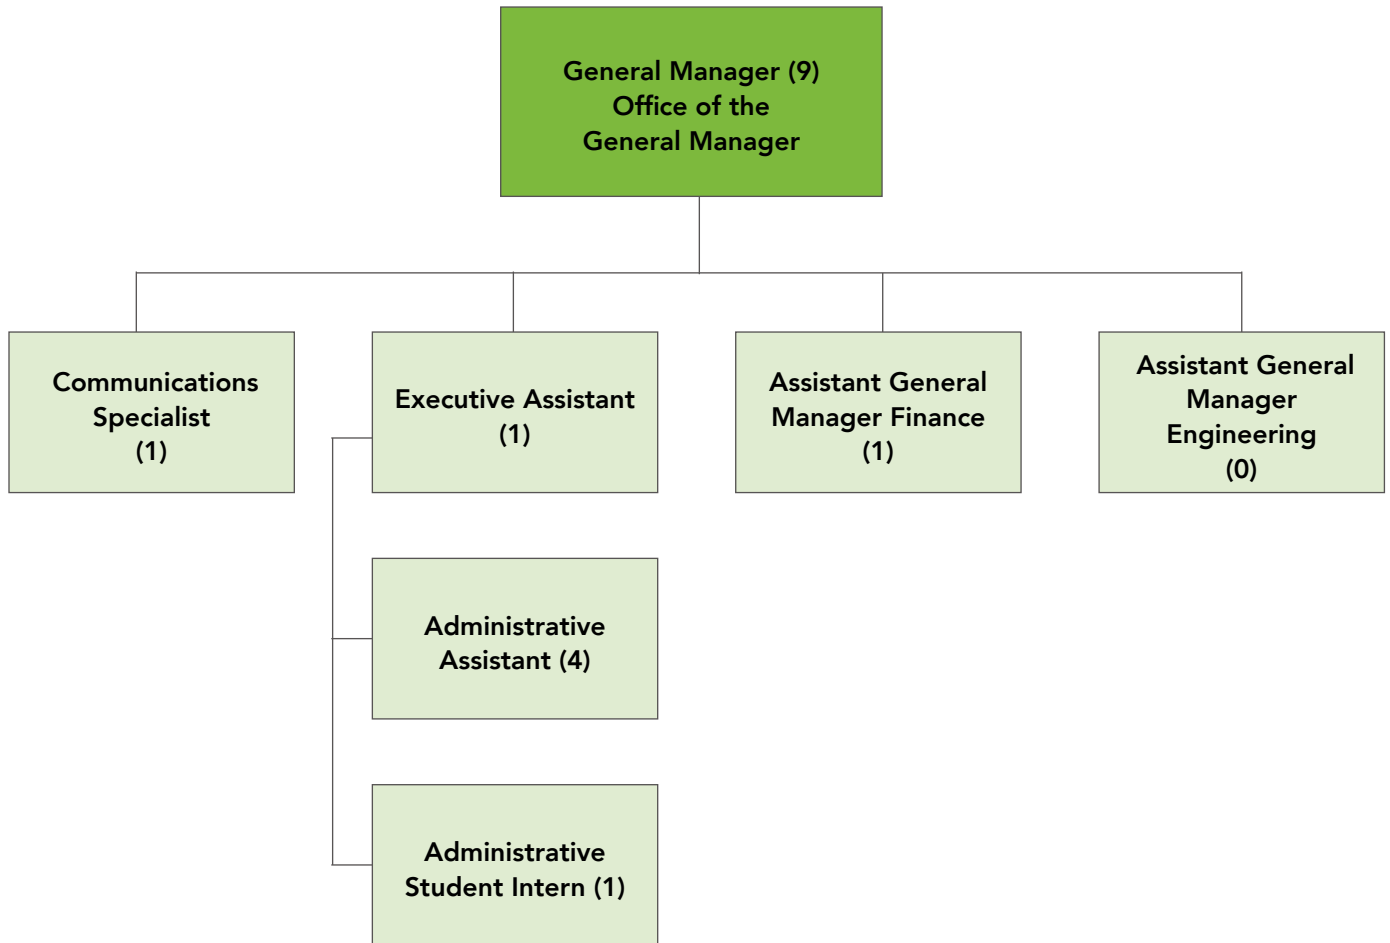 General Manager (9)
Office of the
General Manager
Communications
Specialist
(1)
Executive Assistant
(1)
Assistant General
Manager Finance
(1)
Assistant General
Manager
Engineering
(0)
Administrative
Assistant (4)
Administrative
Student Intern (1)